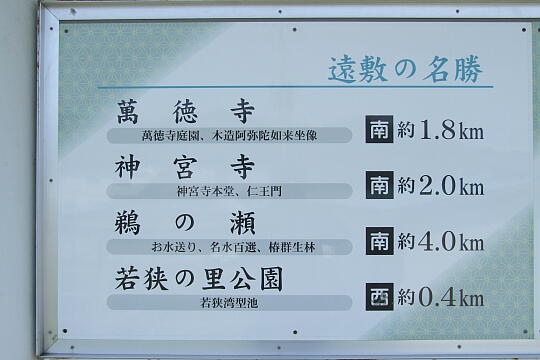 遠敷の名勝
萬徳寺
萬徳寺庭園、木造阿弥陀如来坐像
南 約1.8km
神宮寺
神宮寺本堂、仁王門
南 約2.0km
鵜の瀬
お水送り、名水百選、椿群生林
南 約4.0km
若狭の里公園
若狭湾型池
西 約0.4km